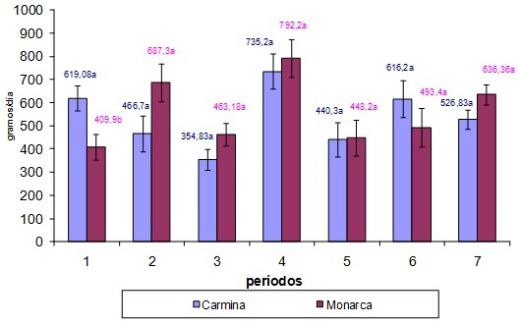 1000
900
800
700
600
500
400
300
200
100
0
gramos/día
619,08a
409,9b
466,7a
687,3a
354,83a
463,18a
735,2a
792,2a
440,3a
448,2a
616,2a
493,4a
526,83a
636,36a
1 2 3 4 5 6 7
períodos
Carmina Monarca